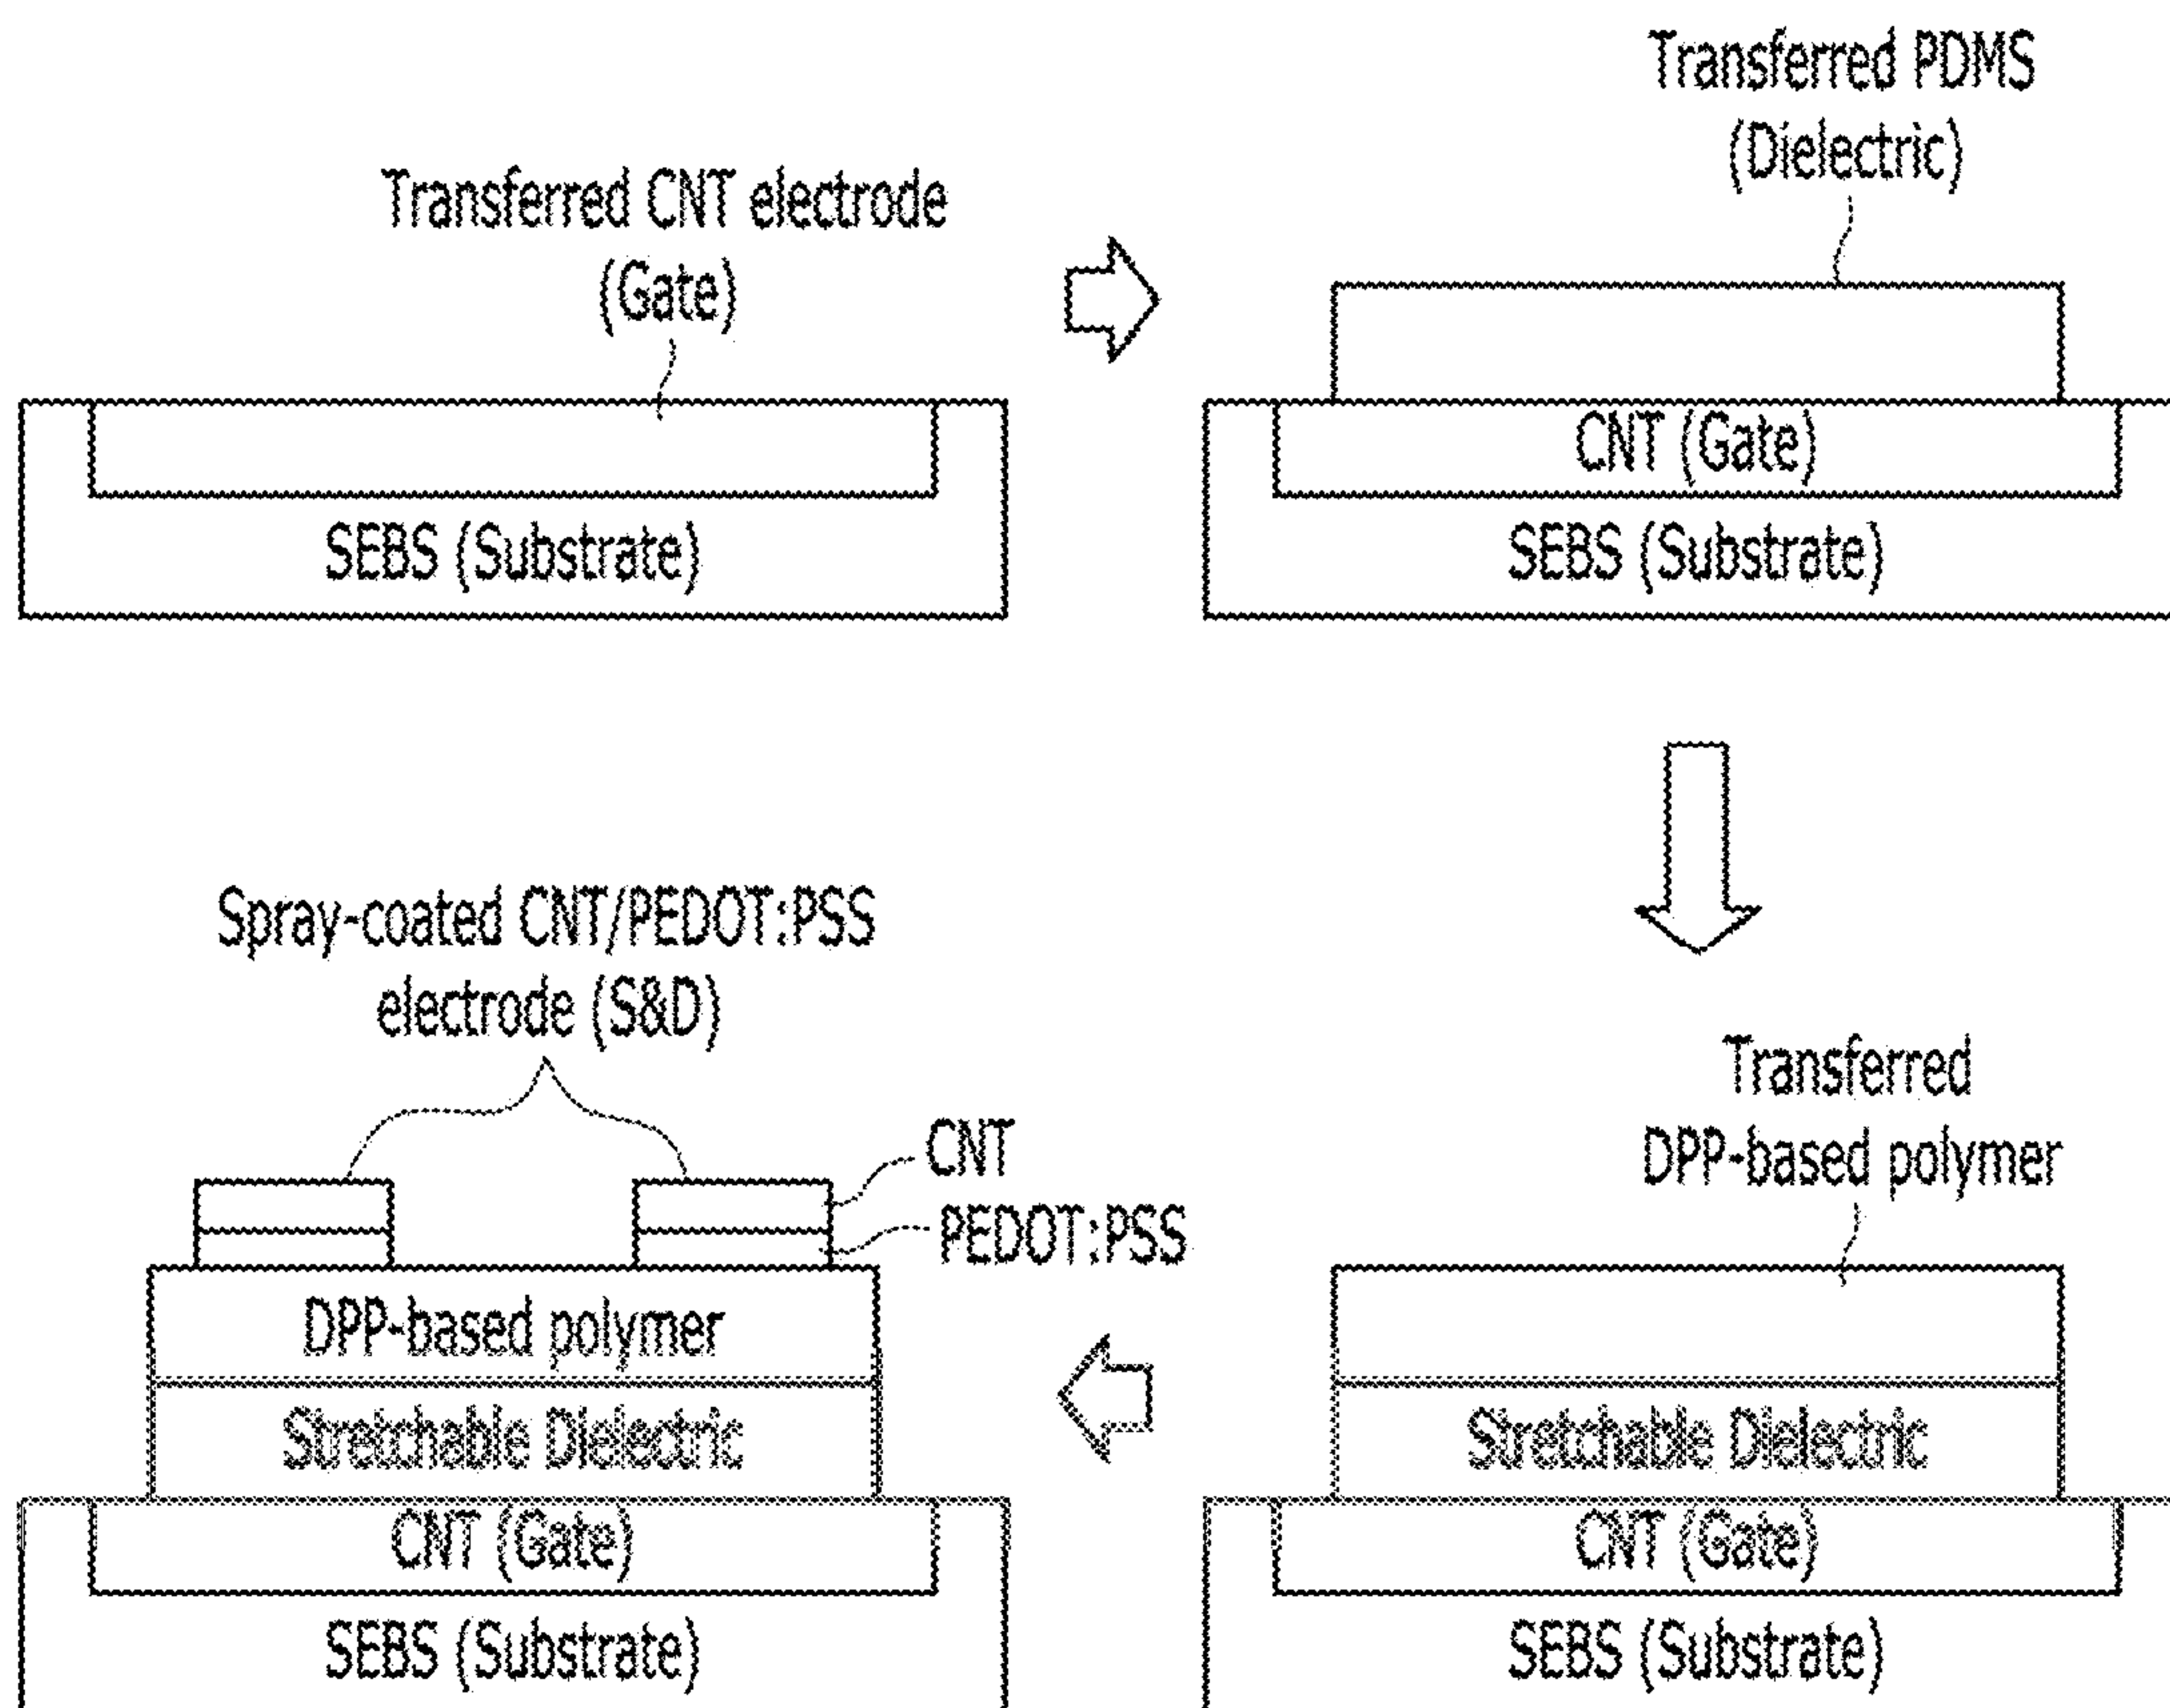 Transferred CNT electrode
(Gate)
SEBS (Substrate)
Transferred PDMS
(Dielectric)
CNT (Gate)
SEBS (Substrate)
Transferred
DPP-based polymer
Stretchable Dielectric
CNT (Gate)
SEBS (Substrate)
Spray-coated CNT/PEDOT:PSS
electrode (S&D)
CNT
PEDOT:PSS
DPP-based polymer
Stretchable Dielectric
CNT (Gate)
SEBS (Substrate)